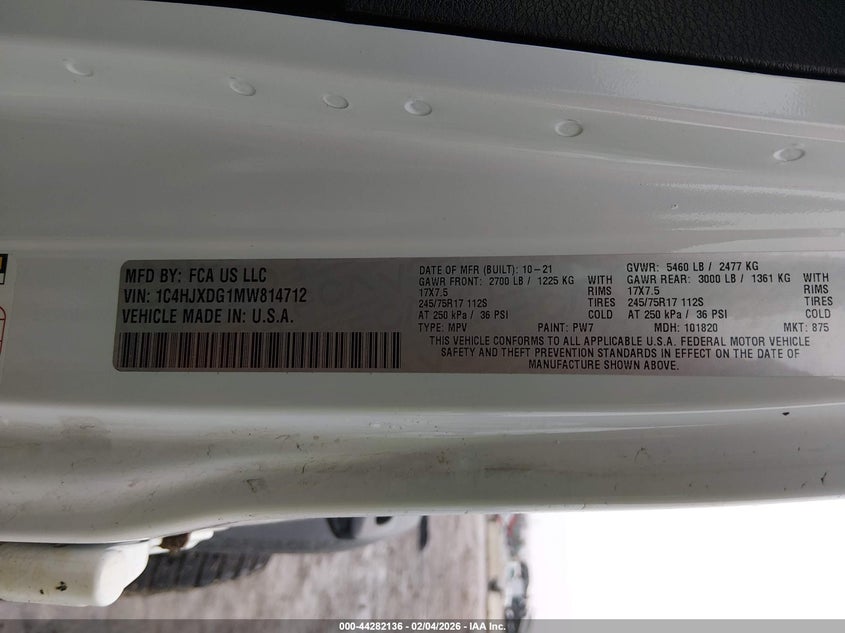 MFD BY: FCA US LLC
VIN: 1C4HJXDG1MW814712
VEHICLE MADE IN: U.S.A.
DATE OF MFR (BUILT): 10-21
GAWR FRONT: 2700 LB / 1225 KG WITH
17X7.5 RIMS
245/75R17 112S TIRES
AT 250 kPa / 36 PSI COLD
GVWR: 5460 LB / 2477 KG
GAWR REAR: 3000 LB / 1361 KG WITH
17X7.5 RIMS
245/75R17 112S TIRES
AT 250 kPa / 36 PSI COLD
TYPE: MPV PAINT: PW7 MDH: 101820 MKT: 875
THIS VEHICLE CONFORMS TO ALL APPLICABLE U.S.A. FEDERAL MOTOR VEHICLE
SAFETY AND THEFT PREVENTION STANDARDS IN EFFECT ON THE DATE OF
MANUFACTURE SHOWN ABOVE.
000-44282136 - 02/04/2026 - IAA Inc.